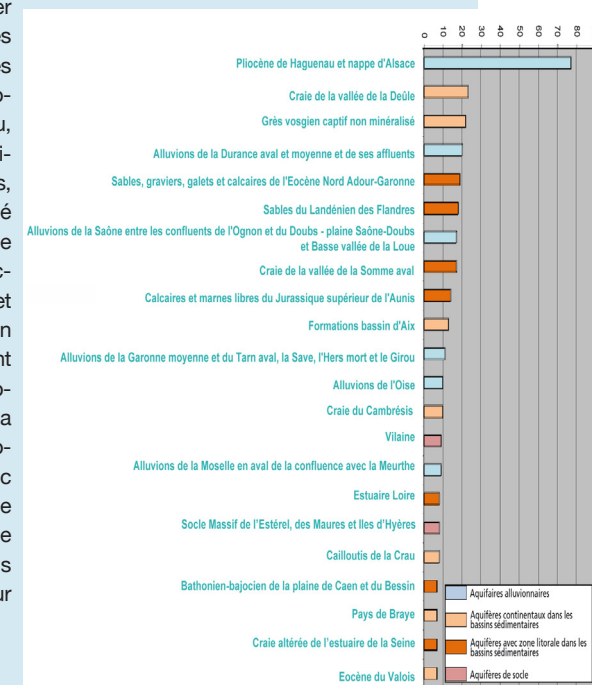 er
es
es
o-
u,
i-
s,
é
e
c-
et
n
nt
o-
a
o-
c
e
e
s
ur
0
10
20
30
40
50
60
70
80
Pliocène de Haguenau et nappe d'Alsace
Craie de la vallée de la Deûle
Grès vosgien captif non minéralisé
Alluvions de la Durance aval et moyenne et de ses affluents
Sables, graviers, galets et calcaires de l'Eocène Nord Adour-Garonne
Sables du Landénien des Flandres
Alluvions de la Saône entre les confluents de l'Ognon et du Doubs - plaine Saône-Doubs
et Basse vallée de la Loue
Craie de la vallée de la Somme aval
Calcaires et marnes libres du Jurassique supérieur de l'Aunis
Formations bassin d'Aix
Alluvions de la Garonne moyenne et du Tarn aval, la Save, l'Hers mort et le Girou
Alluvions de l'Oise
Craie du Cambrésis
Vilaine
Alluvions de la Moselle en aval de la confluence avec la Meurthe
Estuaire Loire
Socle Massif de l'Estérel, des Maures et Iles d'Hyères
Cailloutis de la Crau
Bathonien-bajocien de la plaine de Caen et du Bessin
Pays de Braye
Craie altérée de l'estuaire de la Seine
Eocène du Valois
Aquifaires alluvionnaires
Aquifères continentaux dans les
bassins sédimentaires
Aquifères avec zone litorale dans les
bassins sédimentaires
Aquifères de socle